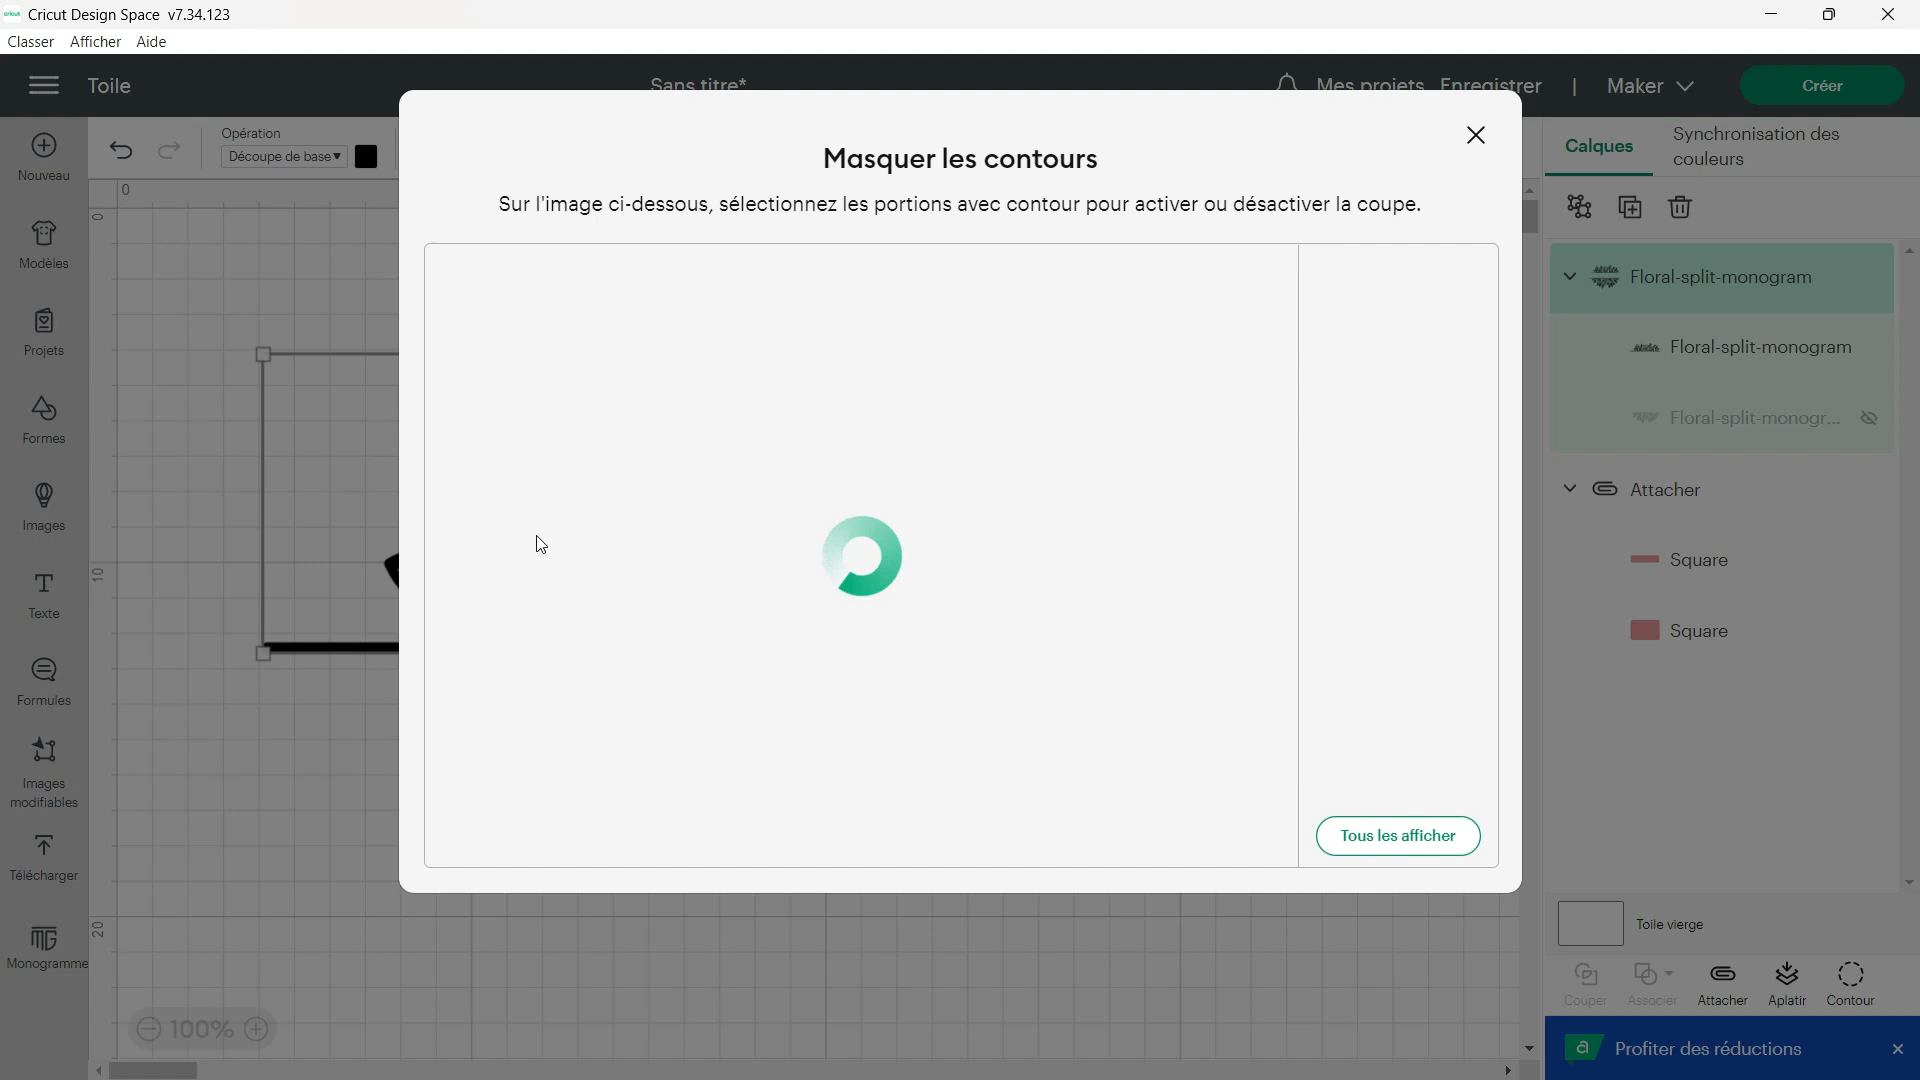 Cricut Design Space v7.34.123
Classer Afficher Aide
Toile
Sans titre*
Mes projets Enregistrer | Maker
Créer
Nouveau
Modèles
Projets
Formes
Images
Texte
Formules
Images
modifiables
Télécharger
Monogramme
Opération
Découpe de base
0
0
10
20
100%
Masquer les contours
Sur l'image ci-dessous, sélectionnez les portions avec contour pour activer ou désactiver la coupe.
Tous les afficher
Calques
Synchronisation des
couleurs
Floral-split-monogram
Floral-split-monogram
Floral-split-monogr...
Attacher
Square
Square
Toile vierge
Couper Associer Attacher Aplatir Contour
a Profiter des réductions